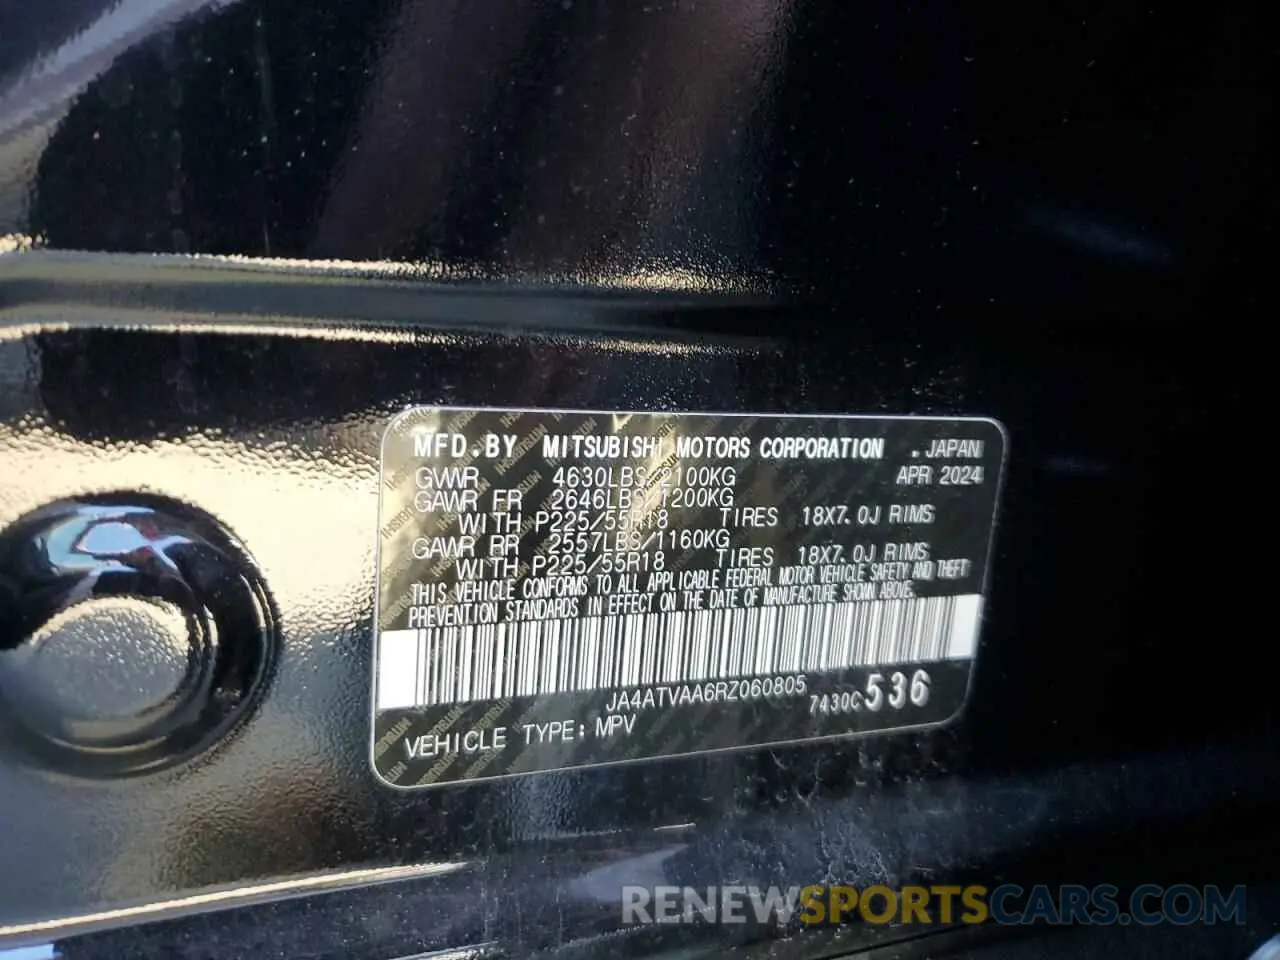 MFD.BY MITSUBISHI MOTORS CORPORATION .JAPAN
GVWR 4630LBS/2100KG APR 2024
GAWR FR 2646LBS/1200KG
WITH P225/55R18 TIRES 18X7.0J RIMS
GAWR RR 2557LBS/1160KG
WITH P225/55R18 TIRES 18X7.0J RIMS
THIS VEHICLE CONFORMS TO ALL APPLICABLE FEDERAL MOTOR VEHICLE SAFETY AND THEFT
PREVENTION STANDARDS IN EFFECT ON THE DATE OF MANUFACTURE SHOWN ABOVE.
JA4ATVAA6RZ060805 7430C 536
VEHICLE TYPE: MPV
RENEWSPORTSCARS.COM